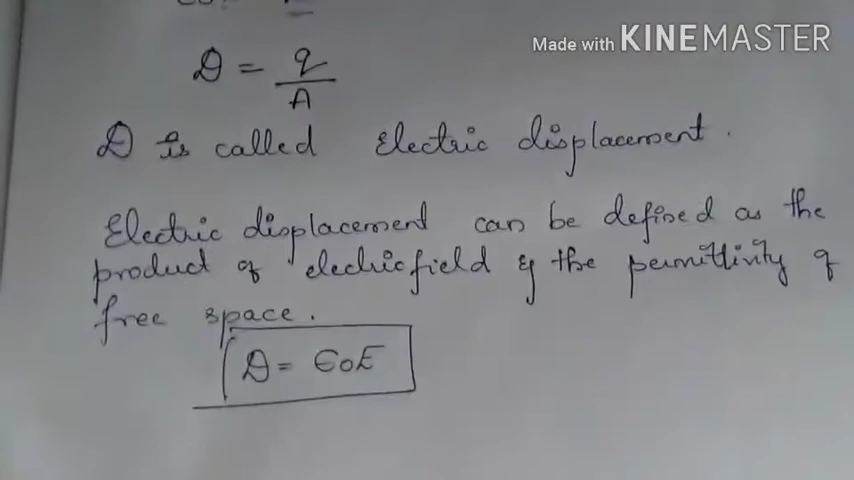 Made with KINEMASTER
D = q/A
D is called Electric displacement.
Electric displacement can be defined as the
product of electric field & the permittivity of
free space.
D = ϵ0E